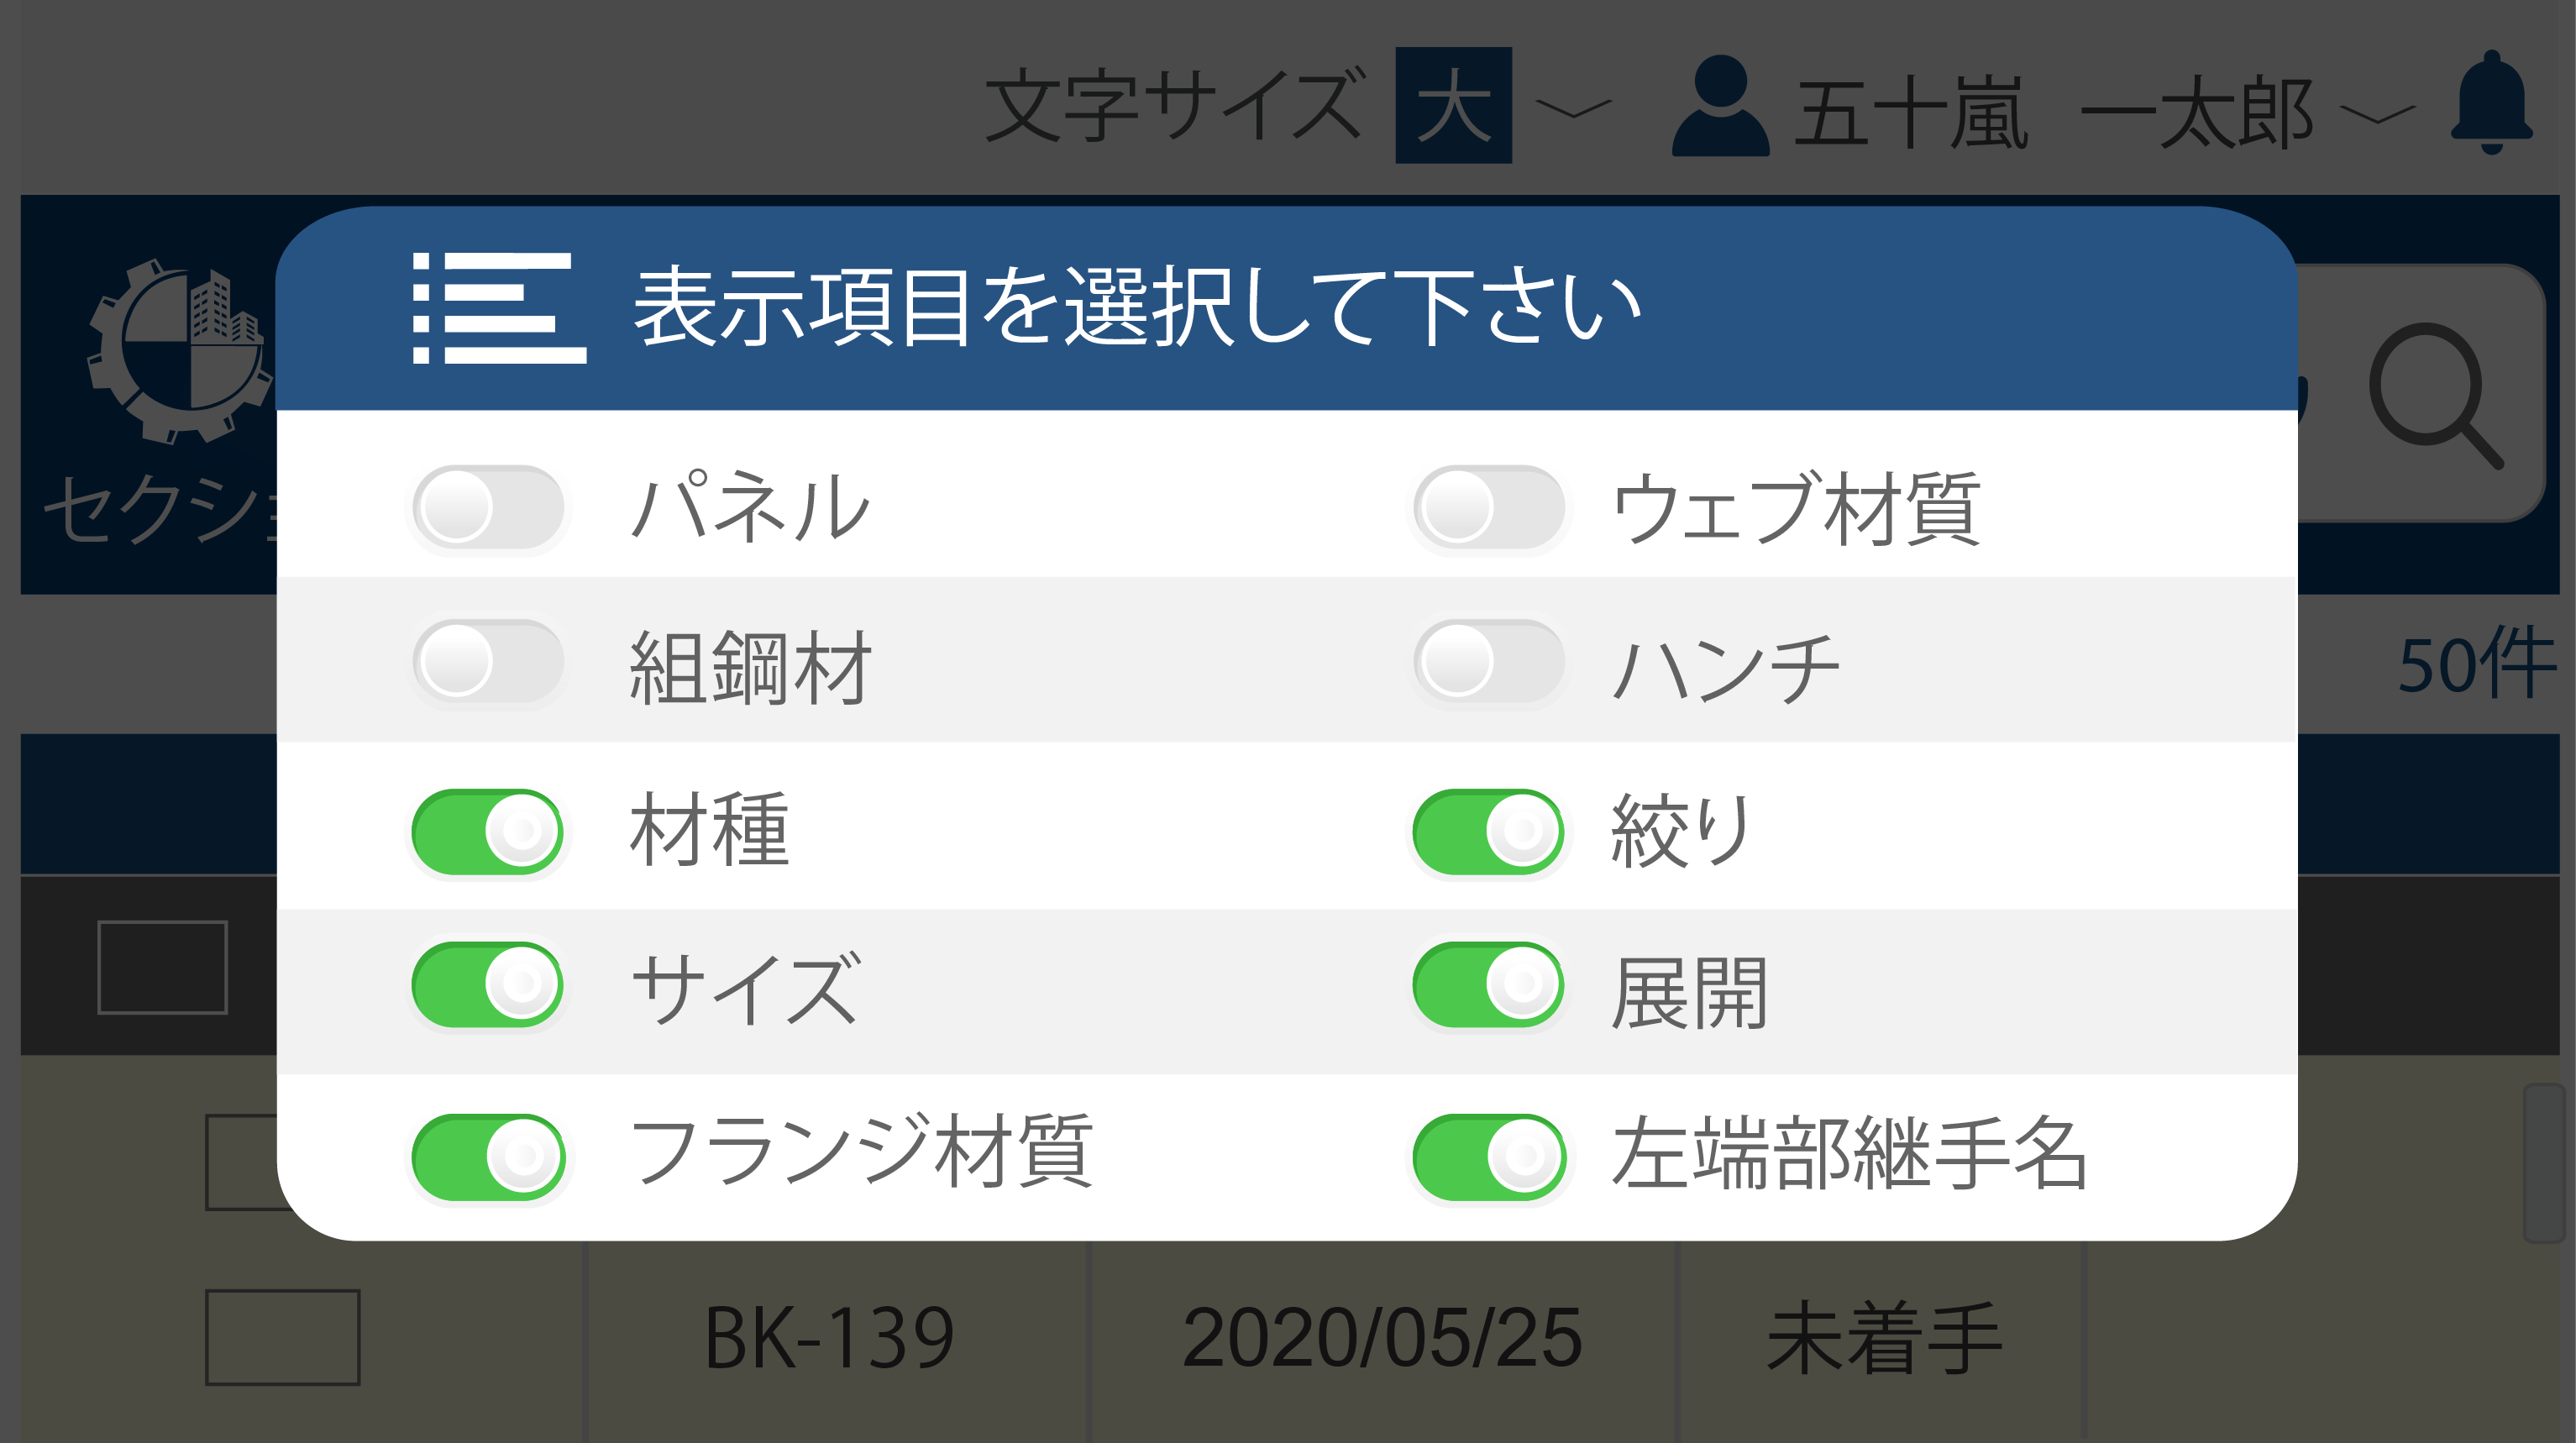 文字サイズ 大 五十嵐 一太郎
表示項目を選択して下さい
セクショ
パネル ウェブ材質
組鋼材 ハンチ
50件
材種 絞り
サイズ 展開
フランジ材質 左端部継手名
BK-139 2020/05/25 未着手